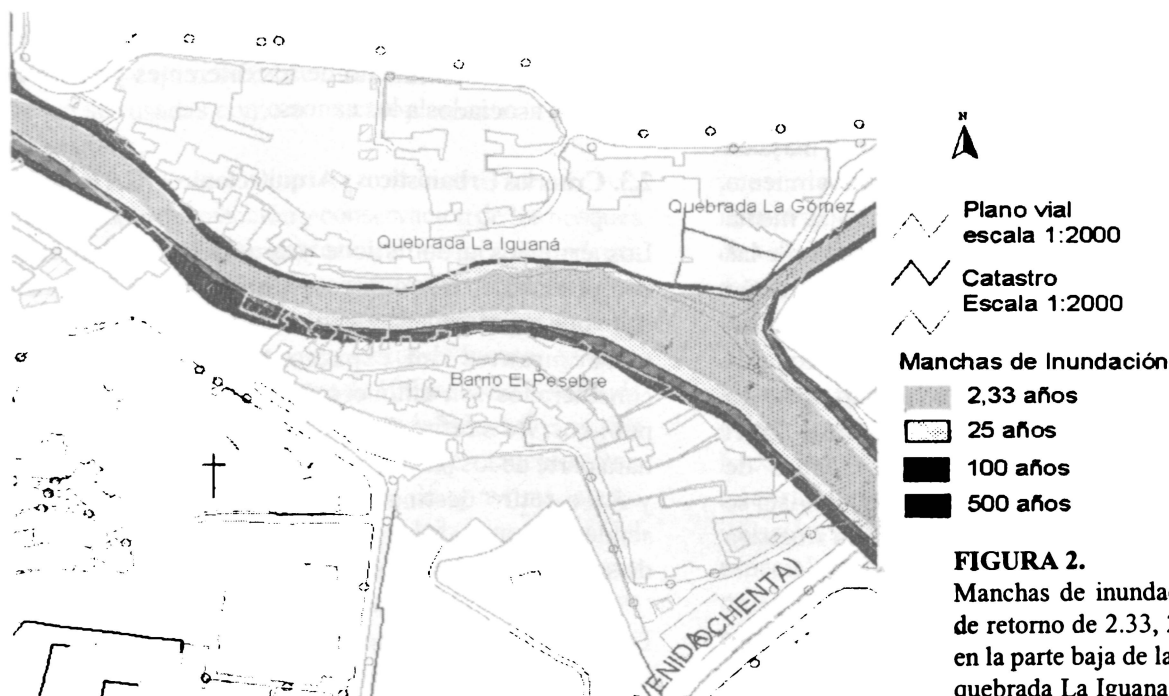 Quebrada La Gómez
Quebrada La Iguaná
Barrio El Pesebre
OCHENTA)
N
Plano vial
escala 1:2000
Catastro
Escala 1:2000
Manchas de Inundación
2,33 años
25 años
100 años
500 años
FIGURA 2.
Manchas de inunda
de retorno de 2.33, 2
en la parte baja de la
quebrada La Iguana